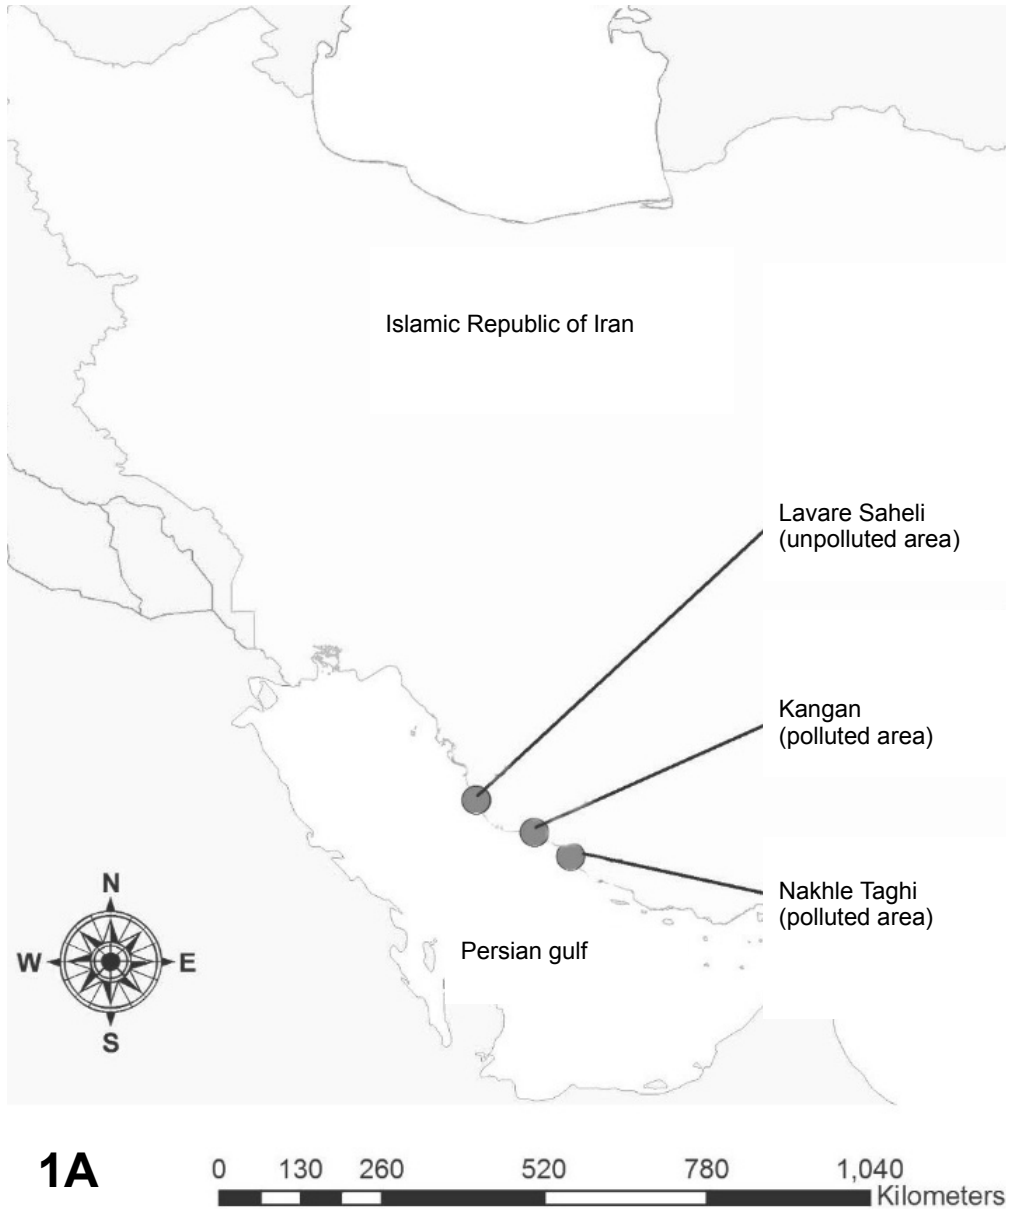 Islamic Republic of Iran
Lavare Saheli
(unpolluted area)
Kangan
(polluted area)
Nakhle Taghi
(polluted area)
Persian gulf
N
W
E
S
1A
0 130 260 520 780 1,040
Kilometers